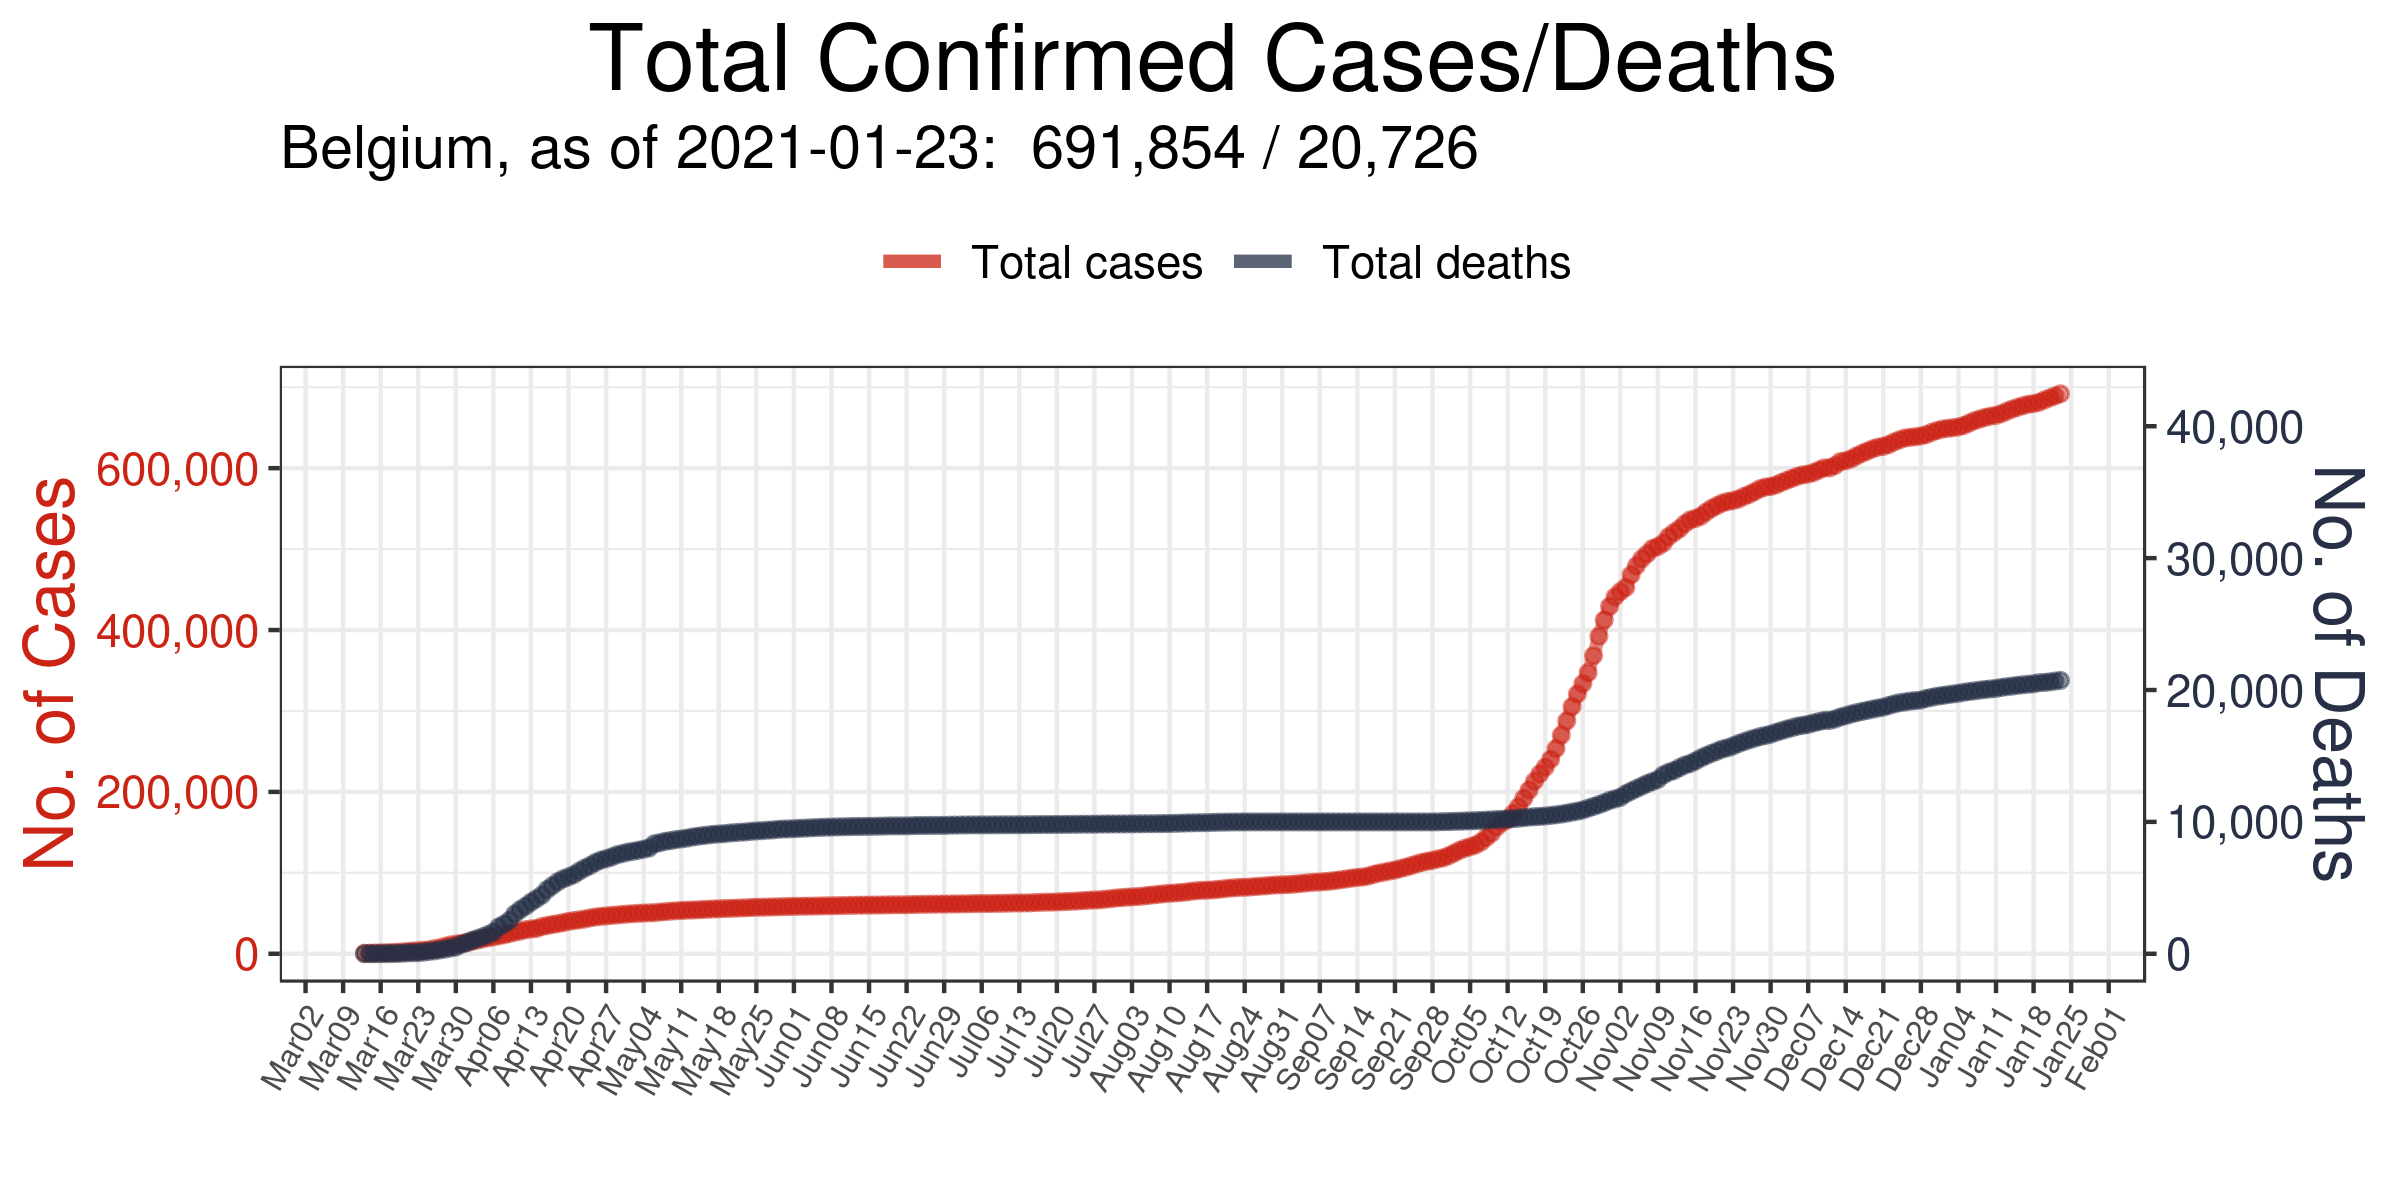 Total Confirmed Cases/Deaths
Belgium, as of 2021-01-23:  691,854 / 20,726
Total cases
Total deaths
No. of Cases
600,000
400,000
200,000
0
40,000
30,000
20,000
10,000
0
No. of Deaths
Mar02
Mar09
Mar16
Mar23
Mar30
Apr06
Apr13
Apr20
Apr27
May04
May11
May18
May25
Jun01
Jun08
Jun15
Jun22
Jun29
Jul06
Jul13
Jul20
Jul27
Aug03
Aug10
Aug17
Aug24
Aug31
Sep07
Sep14
Sep21
Sep28
Oct05
Oct12
Oct19
Oct26
Nov02
Nov09
Nov16
Nov23
Nov30
Dec07
Dec14
Dec21
Dec28
Jan04
Jan11
Jan18
Jan25
Feb01